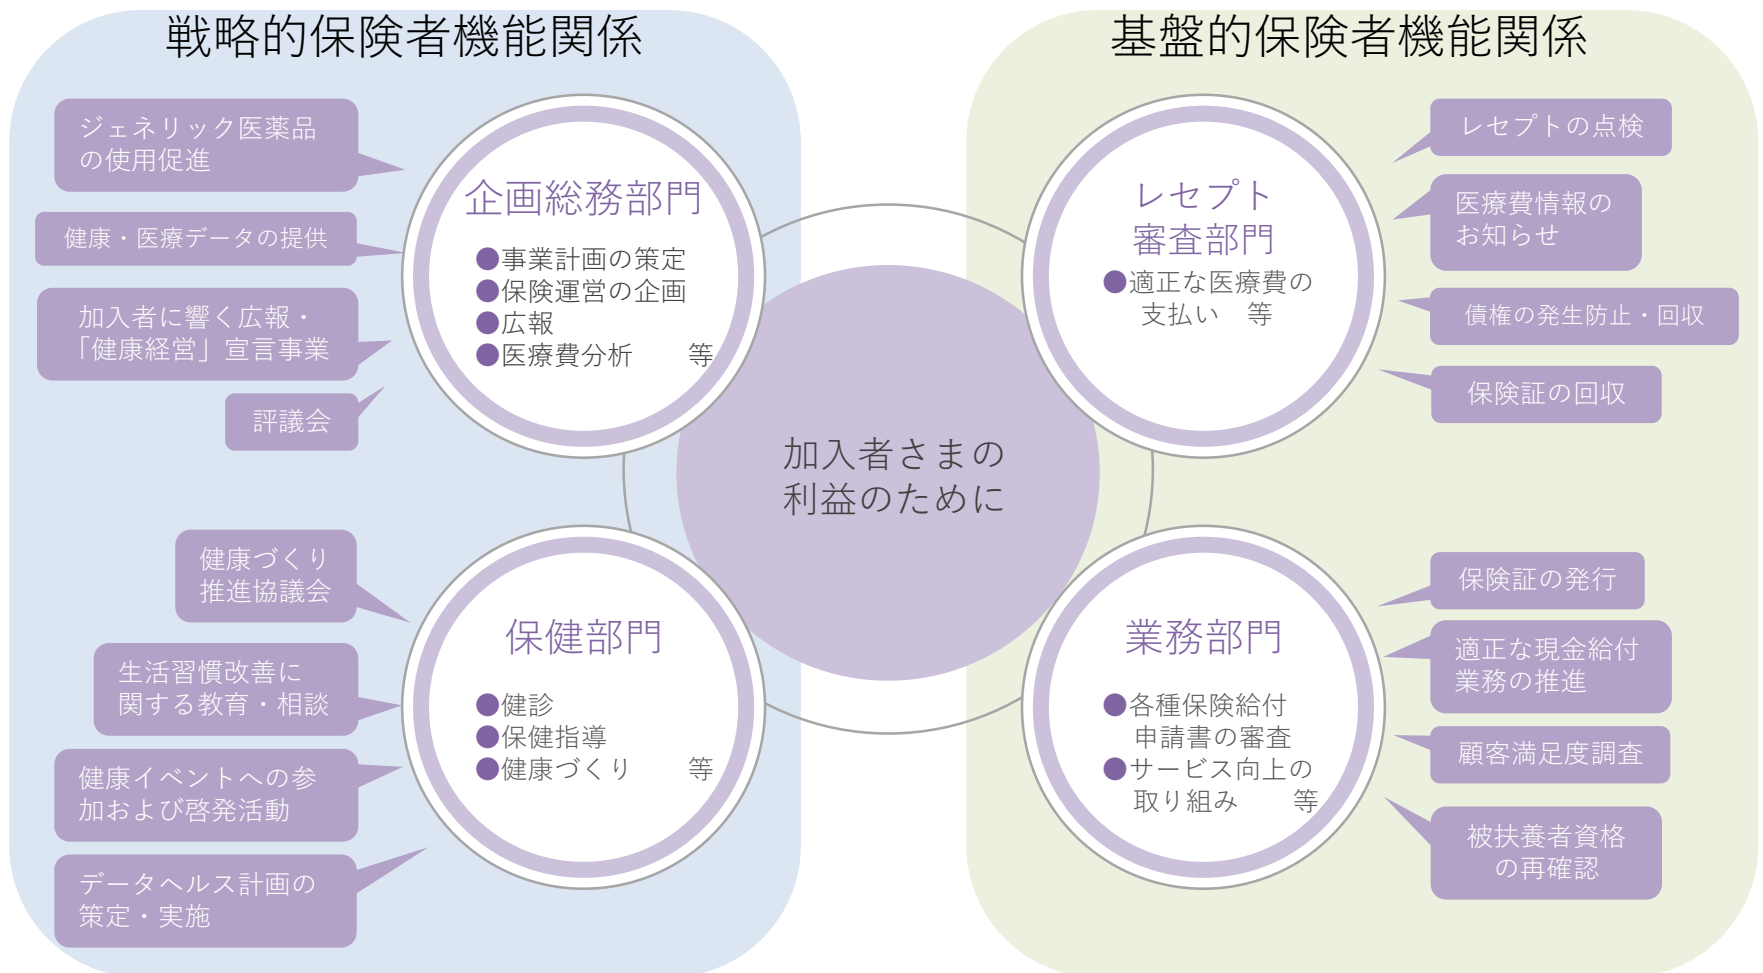 戦略的保険者機能関係
ジェネリック医薬品
の使用促進
健康・医療データの提供
加入者に響く広報・
「健康経営」宣言事業
評議会
企画総務部門
●事業計画の策定
●保険運営の企画
●広報
●医療費分析　　等
健康づくり
推進協議会
生活習慣改善に
関する教育・相談
健康イベントへの参
加および啓発活動
データヘルス計画の
策定・実施
保健部門
●健診
●保健指導
●健康づくり　　等
加入者さまの
利益のために
基盤的保険者機能関係
レセプト
審査部門
●適正な医療費の
支払い　等
レセプトの点検
医療費情報の
お知らせ
債権の発生防止・回収
保険証の回収
業務部門
●各種保険給付
申請書の審査
●サービス向上の
取り組み　　等
保険証の発行
適正な現金給付
業務の推進
顧客満足度調査
被扶養者資格
の再確認